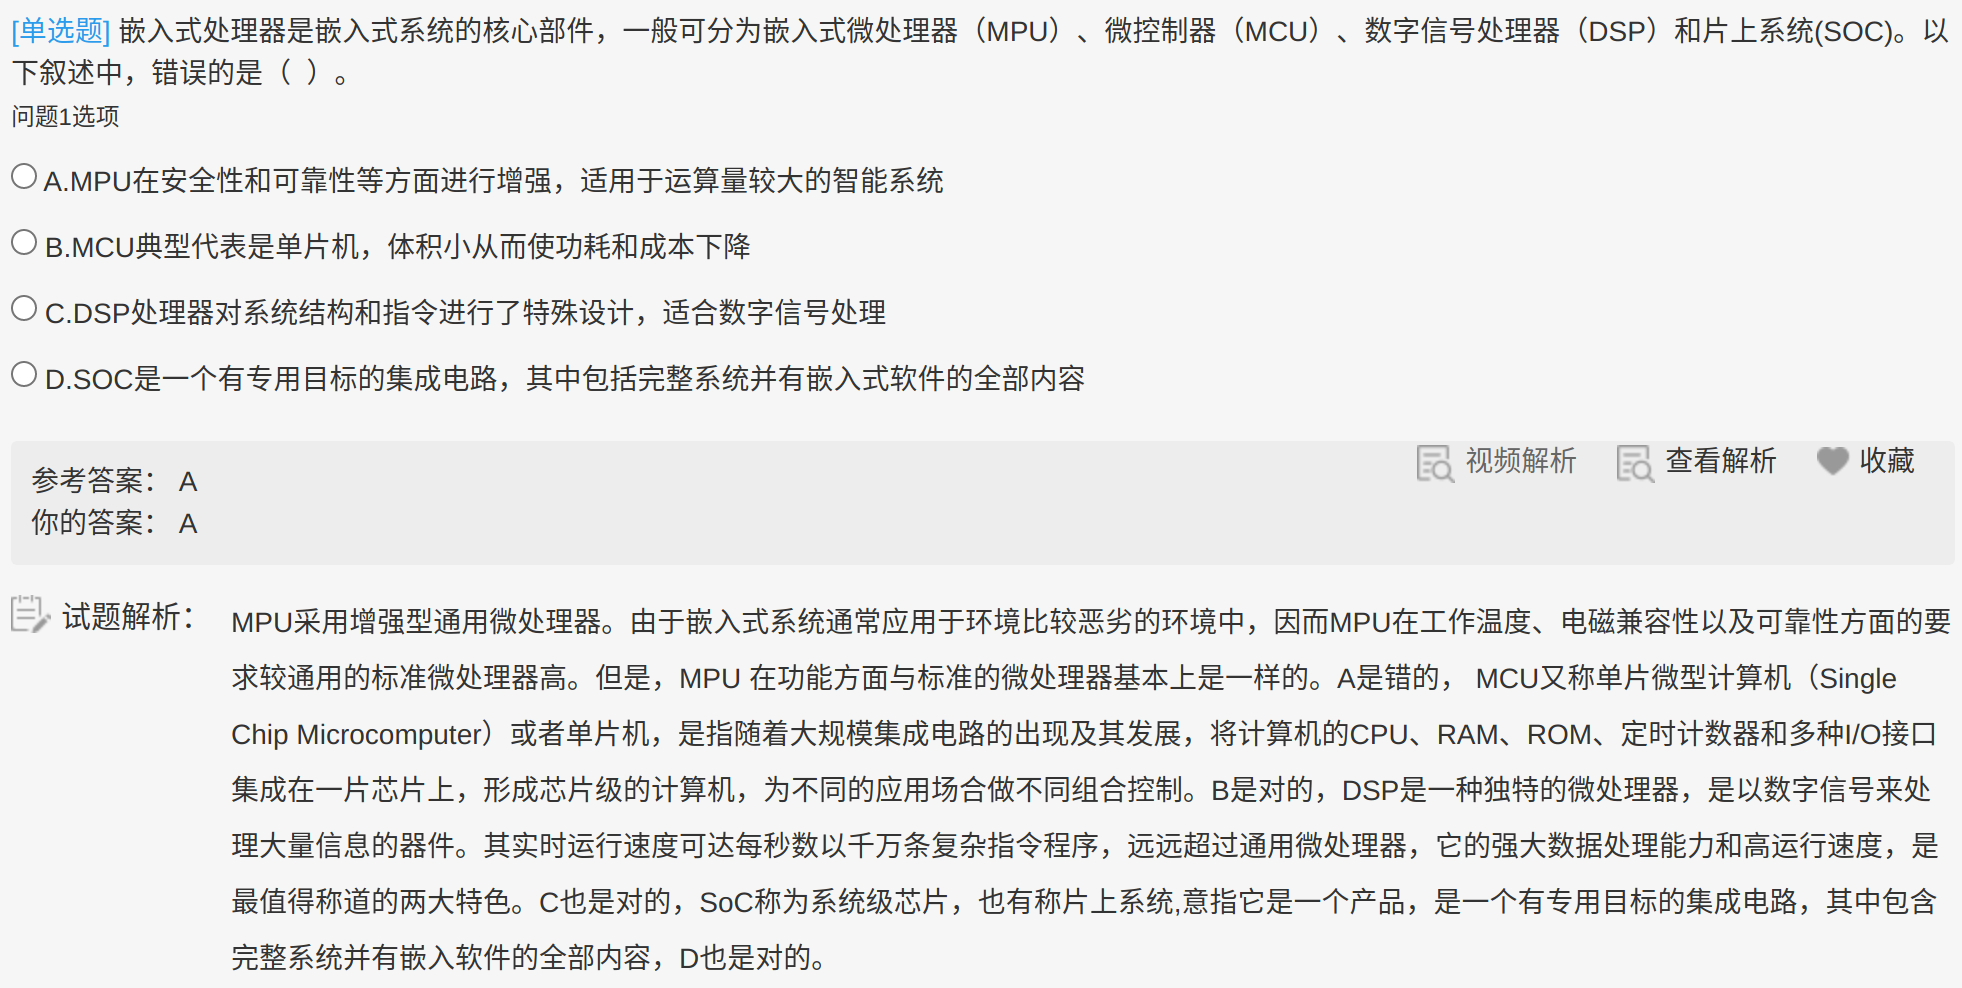 [单选题] 嵌入式处理器是嵌入式系统的核心部件，一般可分为嵌入式微处理器（MPU）、微控制器（MCU）、数字信号处理器（DSP）和片上系统(SOC)。以
下叙述中，错误的是（ ）。
问题1选项
A.MPU在安全性和可靠性等方面进行增强，适用于运算量较大的智能系统
B.MCU典型代表是单片机，体积小从而使功耗和成本下降
C.DSP处理器对系统结构和指令进行了特殊设计，适合数字信号处理
D.SOC是一个有专用目标的集成电路，其中包括完整系统并有嵌入式软件的全部内容
视频解析 查看解析 收藏
参考答案： A
你的答案： A
试题解析： MPU采用增强型通用微处理器。由于嵌入式系统通常应用于环境比较恶劣的环境中，因而MPU在工作温度、电磁兼容性以及可靠性方面的要
求较通用的标准微处理器高。但是，MPU 在功能方面与标准的微处理器基本上是一样的。A是错的， MCU又称单片微型计算机（Single
Chip Microcomputer）或者单片机，是指随着大规模集成电路的出现及其发展，将计算机的CPU、RAM、ROM、定时计数器和多种I/O接口
集成在一片芯片上，形成芯片级的计算机，为不同的应用场合做不同组合控制。B是对的，DSP是一种独特的微处理器，是以数字信号来处
理大量信息的器件。其实时运行速度可达每秒数以千万条复杂指令程序，远远超过通用微处理器，它的强大数据处理能力和高运行速度，是
最值得称道的两大特色。C也是对的，SoC称为系统级芯片，也有称片上系统,意指它是一个产品，是一个有专用目标的集成电路，其中包含
完整系统并有嵌入软件的全部内容，D也是对的。